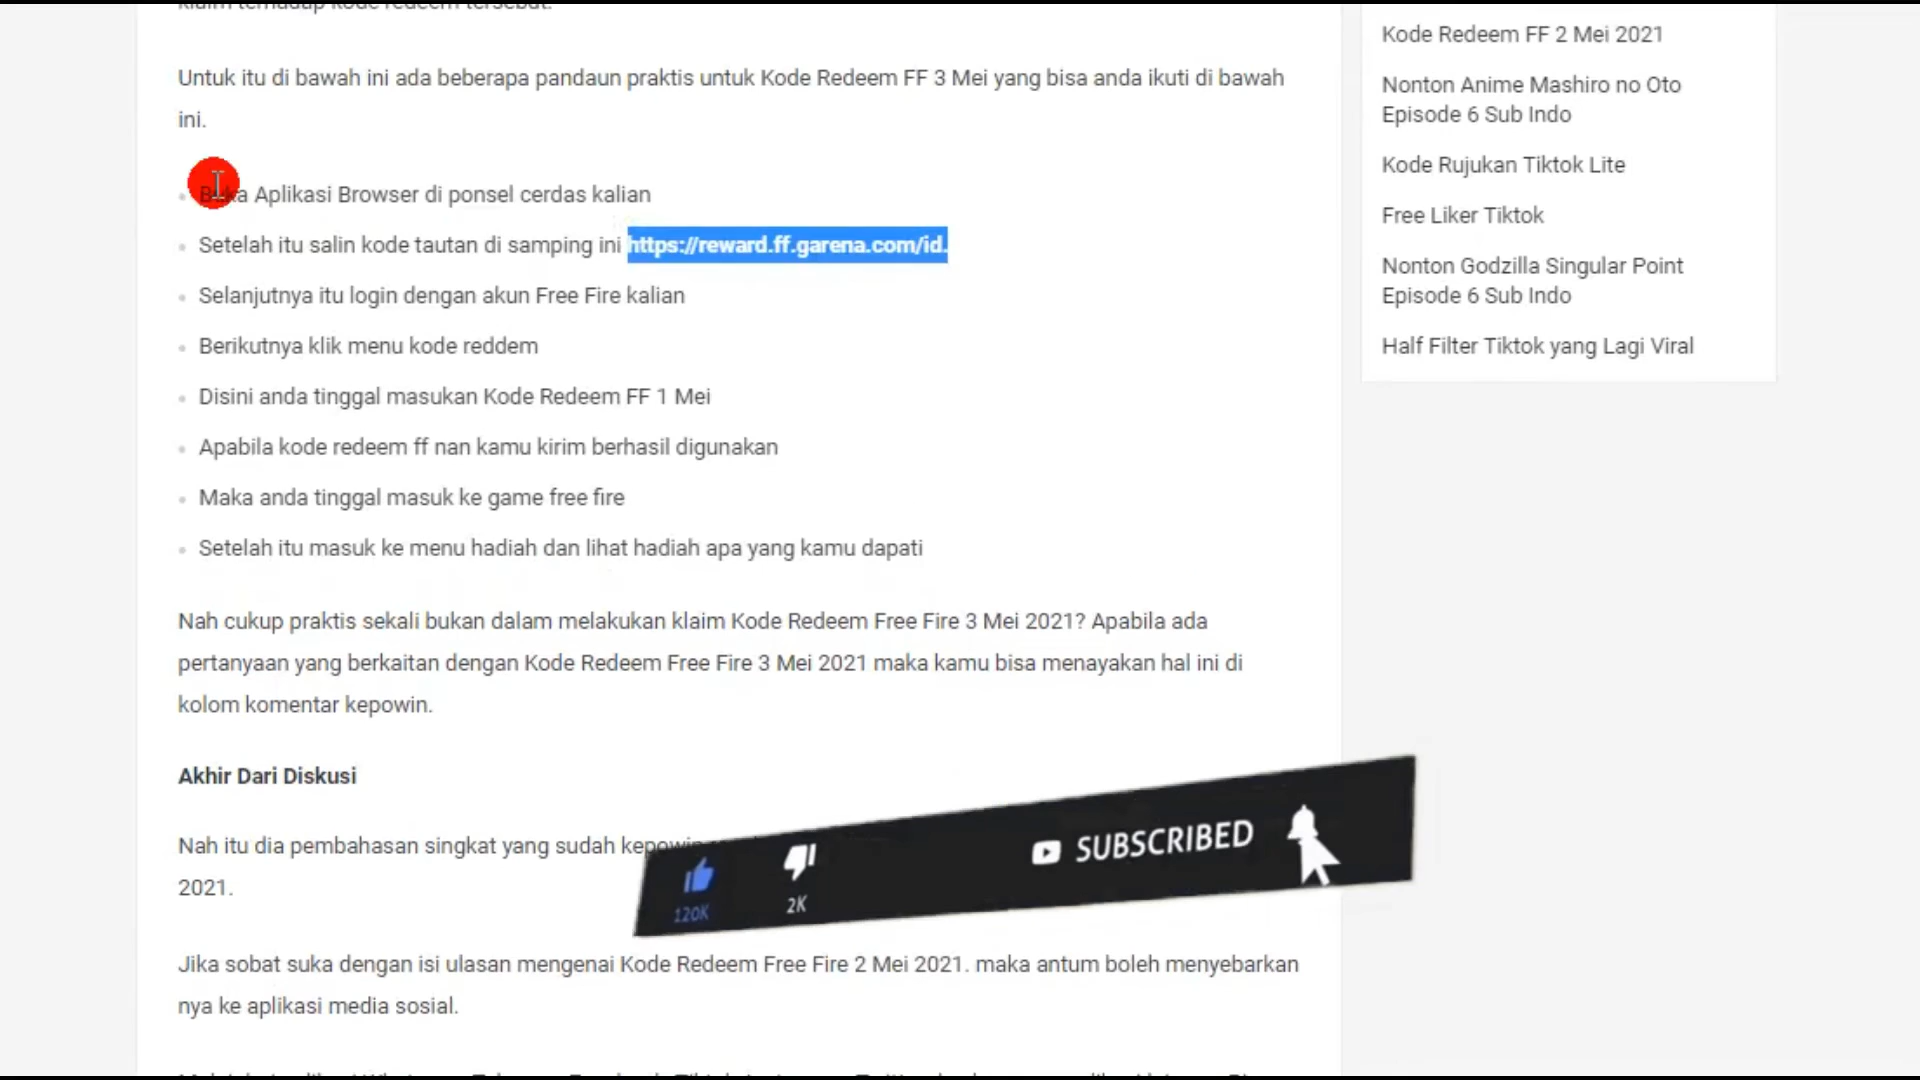 klaim terhadap kode redeem tersebut.
Untuk itu di bawah ini ada beberapa pandaun praktis untuk Kode Redeem FF 3 Mei yang bisa anda ikuti di bawah
ini.
Buka Aplikasi Browser di ponsel cerdas kalian
Setelah itu salin kode tautan di samping ini https://reward.ff.garena.com/id.
Selanjutnya itu login dengan akun Free Fire kalian
Berikutnya klik menu kode reddem
Disini anda tinggal masukan Kode Redeem FF 1 Mei
Apabila kode redeem ff nan kamu kirim berhasil digunakan
Maka anda tinggal masuk ke game free fire
Setelah itu masuk ke menu hadiah dan lihat hadiah apa yang kamu dapati
Nah cukup praktis sekali bukan dalam melakukan klaim Kode Redeem Free Fire 3 Mei 2021? Apabila ada
pertanyaan yang berkaitan dengan Kode Redeem Free Fire 3 Mei 2021 maka kamu bisa menayakan hal ini di
kolom komentar kepowin.
Akhir Dari Diskusi
Nah itu dia pembahasan singkat yang sudah kepowin
2021.
Jika sobat suka dengan isi ulasan mengenai Kode Redeem Free Fire 2 Mei 2021. maka antum boleh menyebarkan
nya ke aplikasi media sosial.
Kode Redeem FF 2 Mei 2021
Nonton Anime Mashiro no Oto
Episode 6 Sub Indo
Kode Rujukan Tiktok Lite
Free Liker Tiktok
Nonton Godzilla Singular Point
Episode 6 Sub Indo
Half Filter Tiktok yang Lagi Viral
120K
2K
SUBSCRIBED